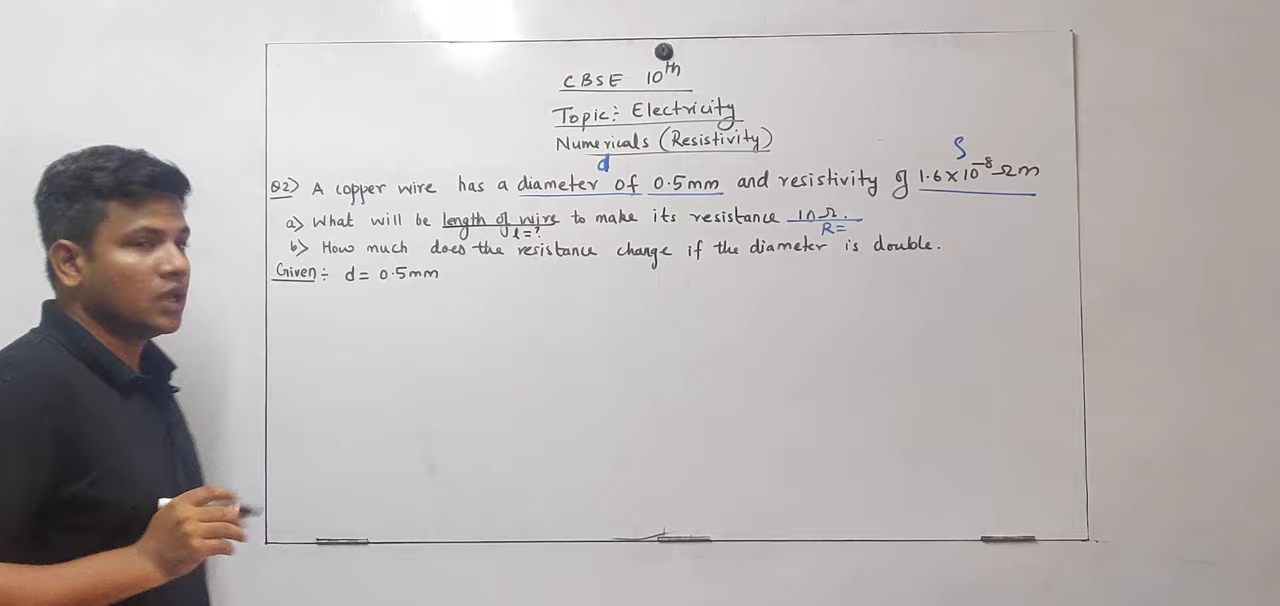 CBSE 10th
Topic:- Electricity
Numericals (Resistivity)
d
ρ
Q2) A copper wire has a diameter of 0.5mm and resistivity of 1.6×10⁻⁸Ωm
a) What will be length of wire to make its resistance 10Ω.
l=? R=
b) How much does the resistance change if the diameter is double.
Given:- d= 0.5mm